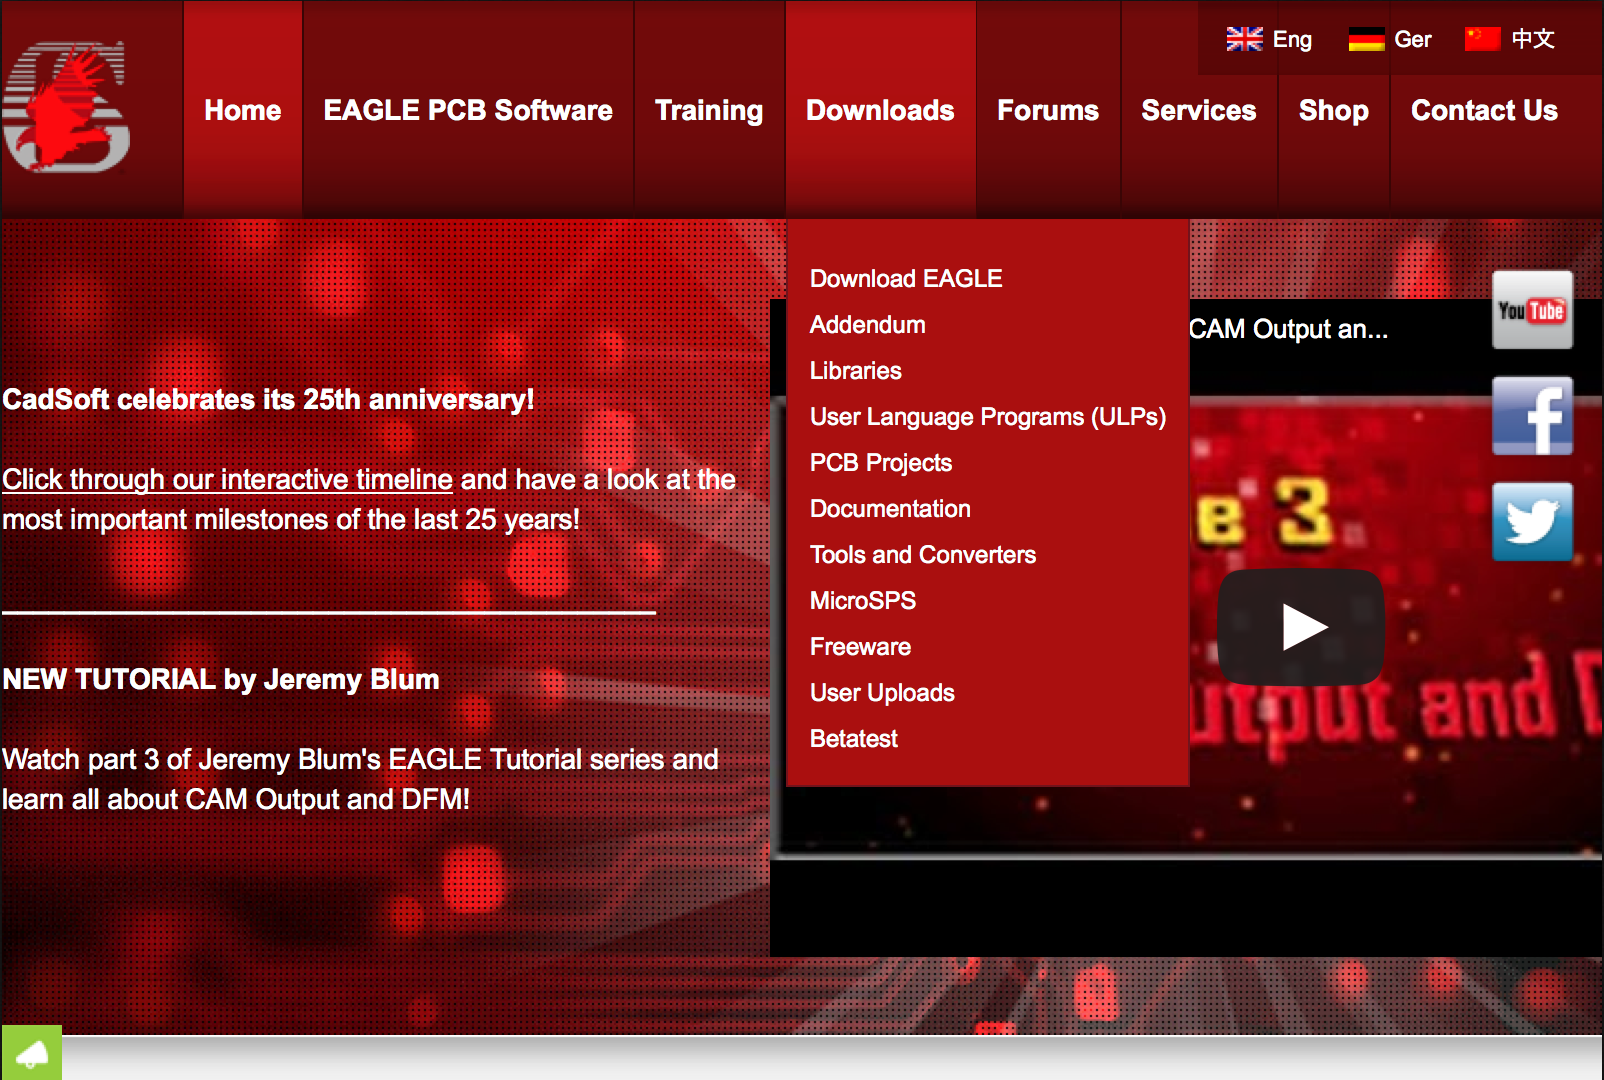 Eng Ger 中文
Home EAGLE PCB Software Training Downloads Forums Services Shop Contact Us
Download EAGLE
Addendum
Libraries
User Language Programs (ULPs)
PCB Projects
Documentation
Tools and Converters
MicroSPS
Freeware
User Uploads
Betatest
CadSoft celebrates its 25th anniversary!
Click through our interactive timeline and have a look at the
most important milestones of the last 25 years!
NEW TUTORIAL by Jeremy Blum
Watch part 3 of Jeremy Blum's EAGLE Tutorial series and
learn all about CAM Output and DFM!
CAM Output an...
e 3
utput and D
You Tube